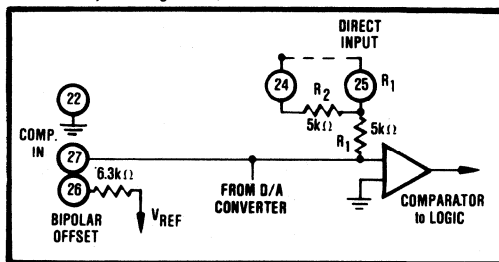 DIRECT
INPUT
24
25
R1
R2
5kΩ
5kΩ
R1
22
COMP.
IN
27
6.3kΩ
26
FROM D/A
CONVERTER
COMPARATOR
to LOGIC
BIPOLAR
OFFSET
VREF